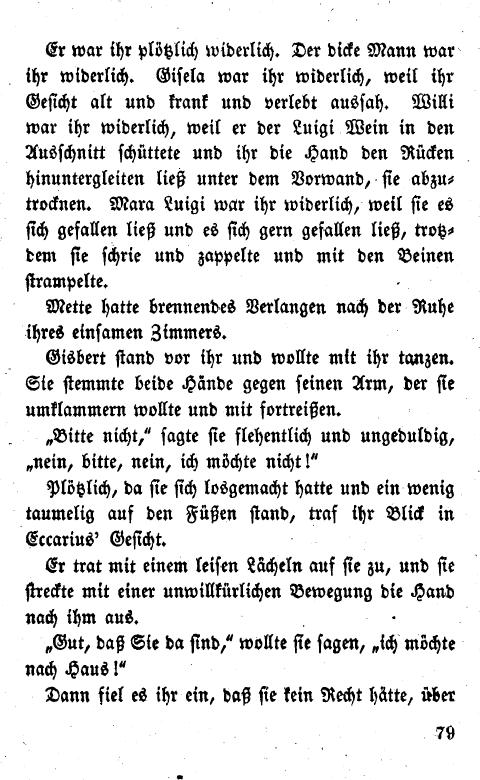 Er war ihr plötzlich widerlich. Der dicke Mann war
ihr widerlich. Gisela war ihr widerlich, weil ihr
Gesicht alt und krank und verlebt aussah. Willi
war ihr widerlich, weil er der Luigi Wein in den
Ausschnitt schüttete und ihr die Hand den Rücken
hinuntergleiten ließ unter dem Vorwand, sie abzu-
trocknen. Mara Luigi war ihr widerlich, weil sie es
sich gefallen ließ und es sich gern gefallen ließ, trotz-
dem sie schrie und zappelte und mit den Beinen
strampelte.
Mette hatte brennendes Verlangen nach der Ruhe
ihres einsamen Zimmers.
Gisbert stand vor ihr und wollte mit ihr tanzen.
Sie stemmte beide Hände gegen seinen Arm, der sie
umklammern wollte und mit fortreißen.
„Bitte nicht,“ sagte sie flehentlich und ungeduldig,
„nein, bitte, nein, ich möchte nicht!“
Plötzlich, da sie sich losgemacht hatte und ein wenig
taumelig auf den Füßen stand, traf ihr Blick in
Eccarius’ Gesicht.
Er trat mit einem leisen Lächeln auf sie zu, und sie
streckte mit einer unwillkürlichen Bewegung die Hand
nach ihm aus.
„Gut, daß Sie da sind,“ wollte sie sagen, „ich möchte
nach Haus!“
Dann fiel es ihr ein, daß sie kein Recht hätte, über
79